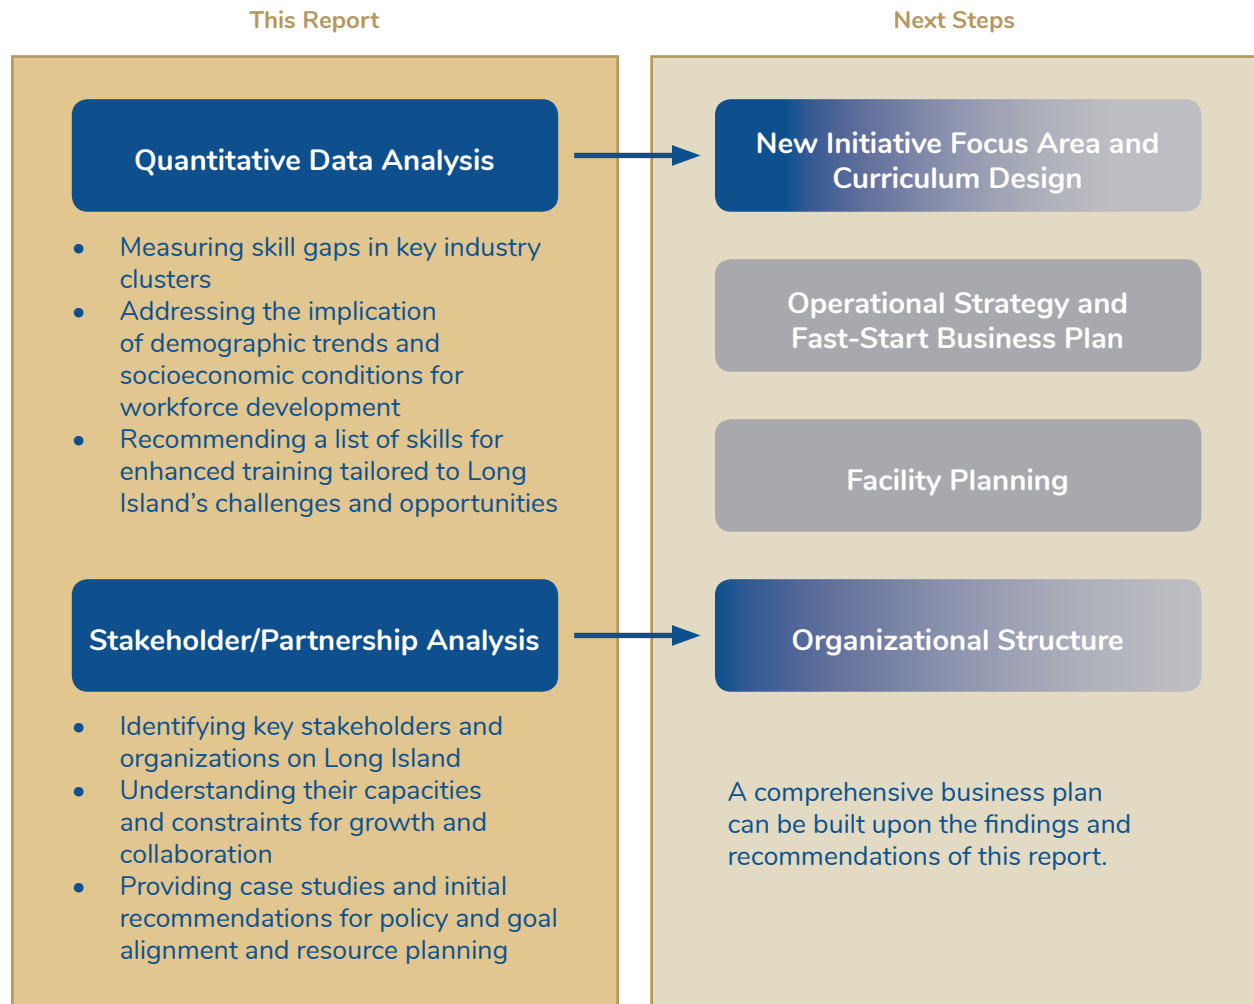 This Report
Quantitative Data Analysis
• Measuring skill gaps in key industry
clusters
• Addressing the implication
of demographic trends and
socioeconomic conditions for
workforce development
• Recommending a list of skills for
enhanced training tailored to Long
Island’s challenges and opportunities
Stakeholder/Partnership Analysis
• Identifying key stakeholders and
organizations on Long Island
• Understanding their capacities
and constraints for growth and
collaboration
• Providing case studies and initial
recommendations for policy and goal
alignment and resource planning
Next Steps
New Initiative Focus Area and
Curriculum Design
Operational Strategy and
Fast-Start Business Plan
Facility Planning
Organizational Structure
A comprehensive business plan
can be built upon the findings and
recommendations of this report.